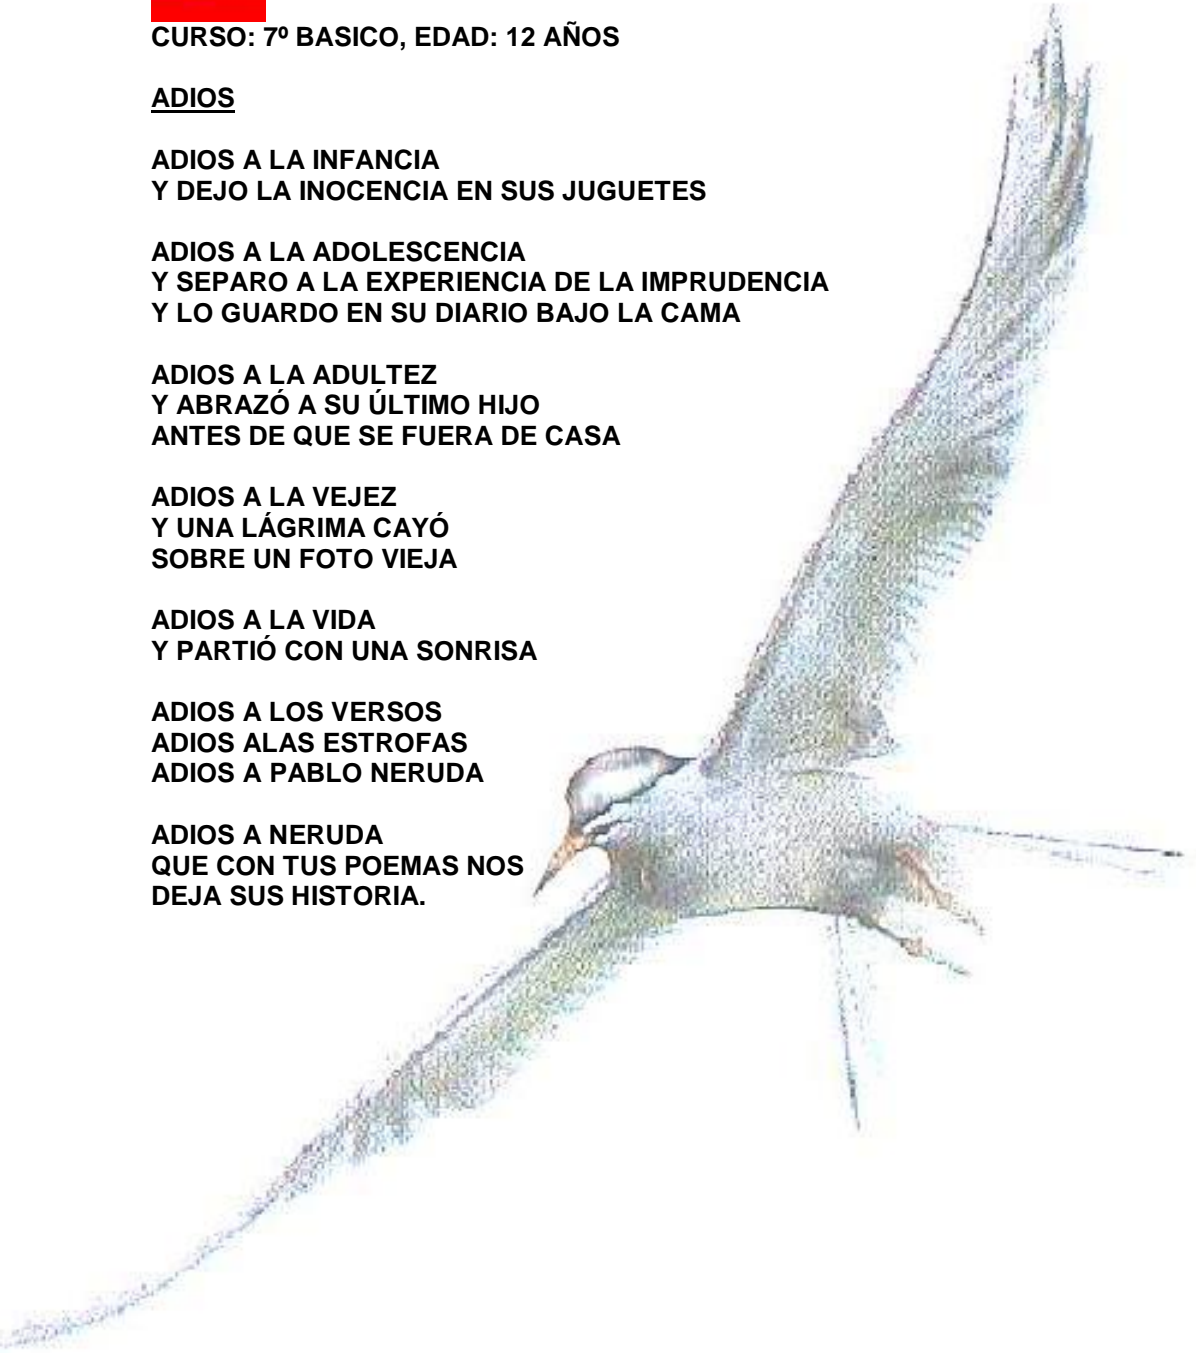 CURSO: 7º BASICO, EDAD: 12 AÑOS
ADIOS
ADIOS A LA INFANCIA
Y DEJO LA INOCENCIA EN SUS JUGUETES
ADIOS A LA ADOLESCENCIA
Y SEPARO A LA EXPERIENCIA DE LA IMPRUDENCIA
Y LO GUARDO EN SU DIARIO BAJO LA CAMA
ADIOS A LA ADULTEZ
Y ABRAZÓ A SU ÚLTIMO HIJO
ANTES DE QUE SE FUERA DE CASA
ADIOS A LA VEJEZ
Y UNA LÁGRIMA CAYÓ
SOBRE UN FOTO VIEJA
ADIOS A LA VIDA
Y PARTIÓ CON UNA SONRISA
ADIOS A LOS VERSOS
ADIOS ALAS ESTROFAS
ADIOS A PABLO NERUDA
ADIOS A NERUDA
QUE CON TUS POEMAS NOS
DEJA SUS HISTORIA.